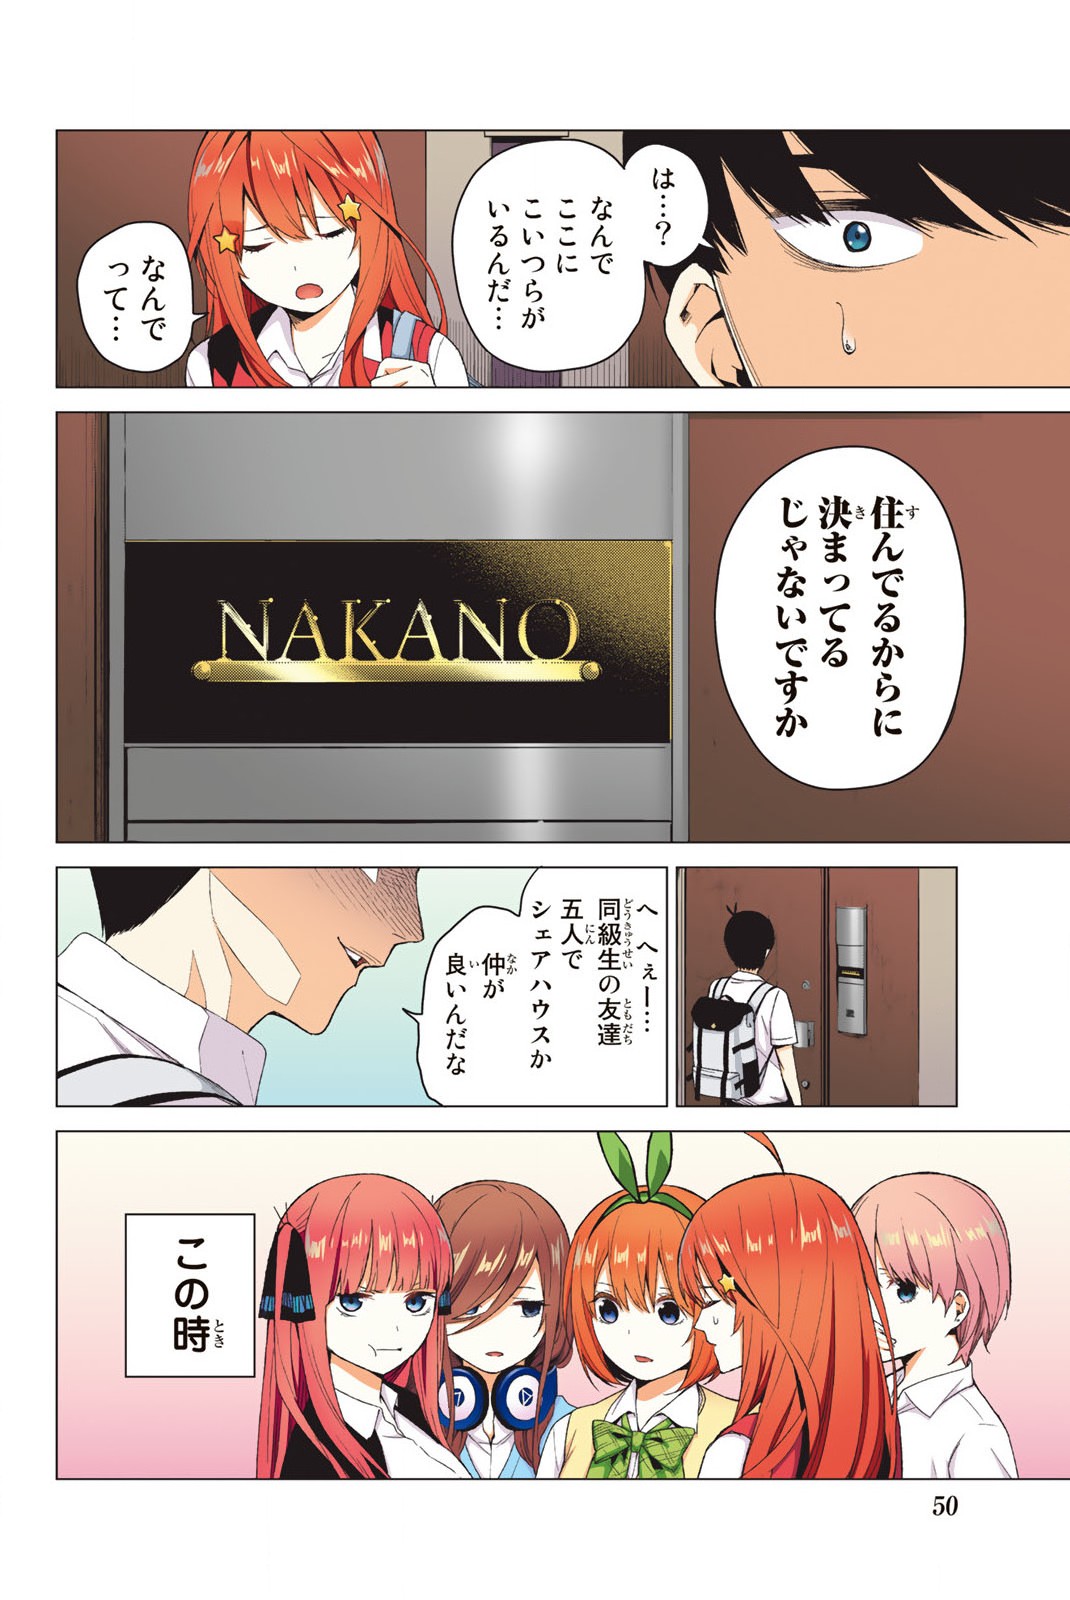 は…？
なんで
ここに
こいつらが
いるんだ…
なんで
って…
住んでるからに
決まってる
じゃないですか
NAKANO
NAKANO
へへぇー…
同級生の友達
五人で
シェアハウスか
仲が
良いんだな
この時
50